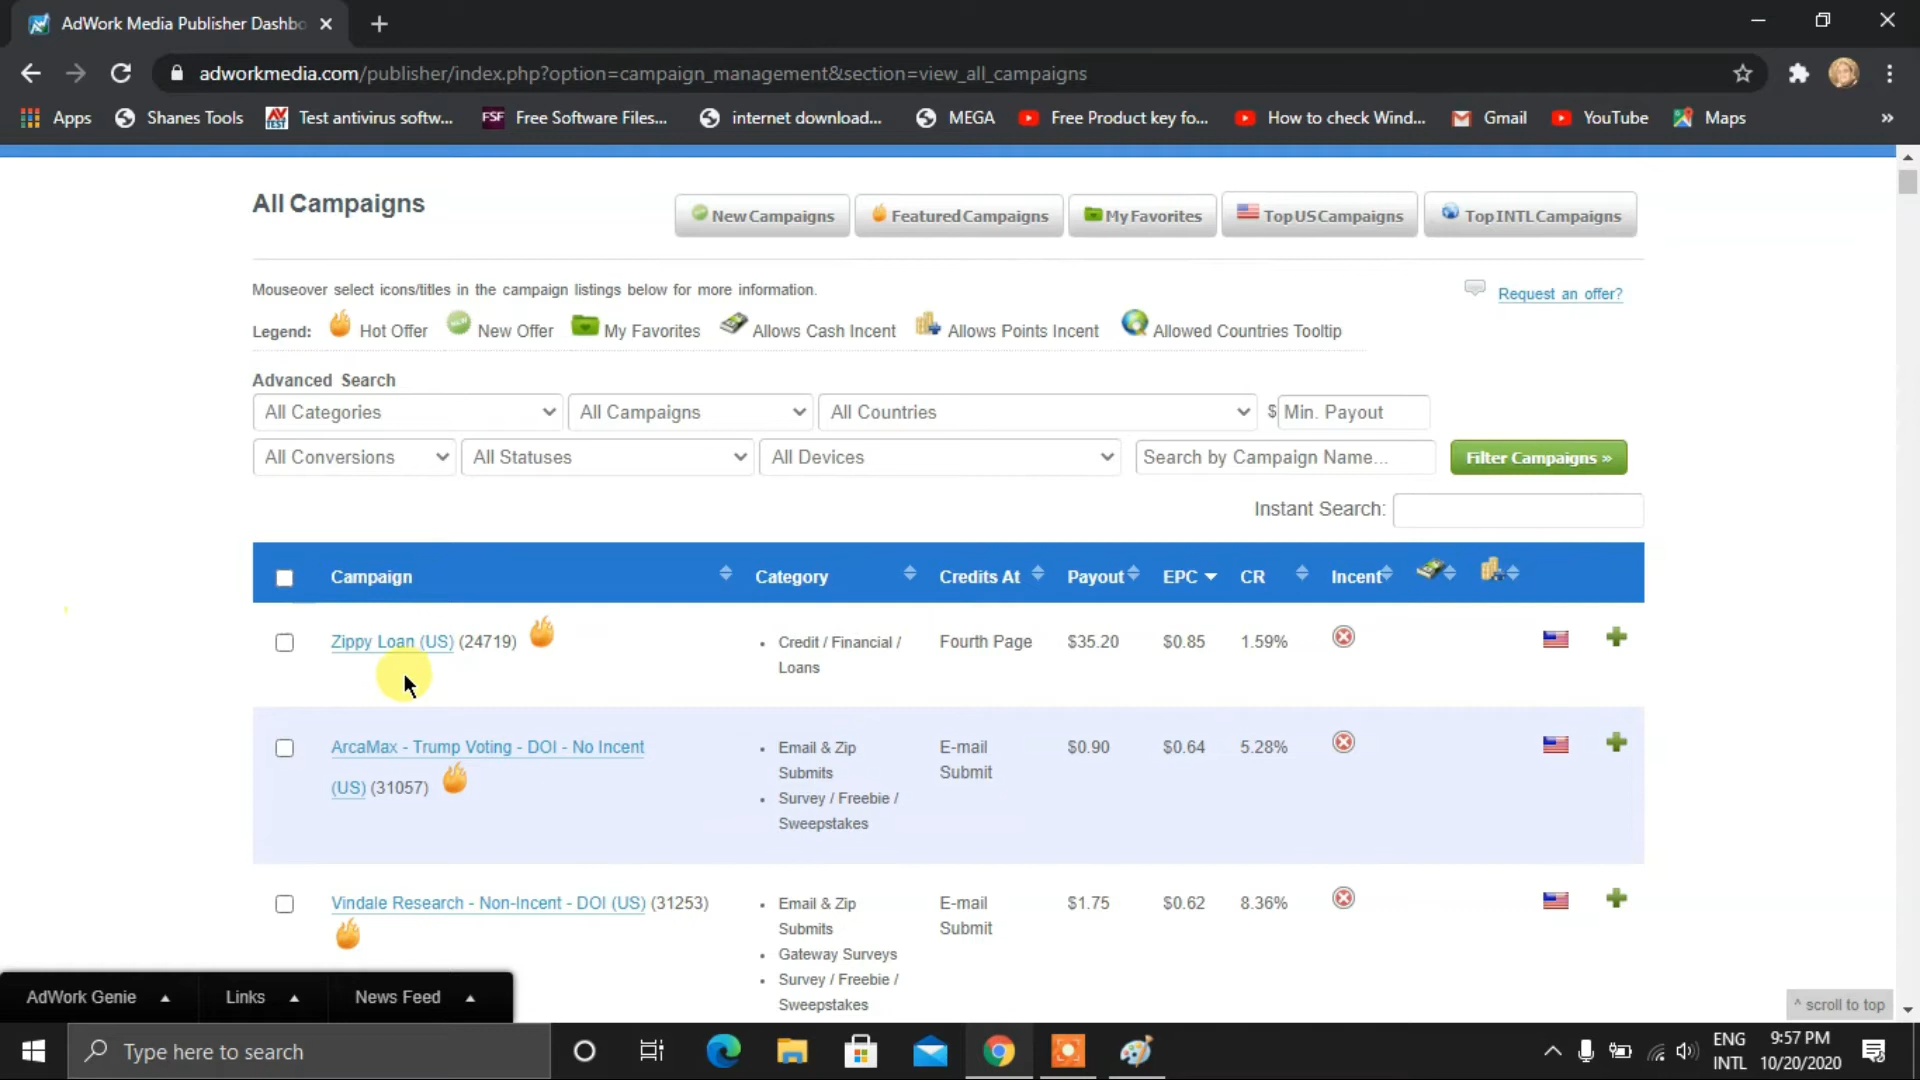 AdWork Media Publisher Dashbo
adworkmedia.com/publisher/index.php?option=campaign_management&section=view_all_campaigns
Apps Shanes Tools Test antivirus softw... FSF Free Software Files... internet download... MEGA Free Product key fo... How to check Wind... Gmail YouTube Maps »
All Campaigns
New Campaigns Featured Campaigns My Favorites Top US Campaigns Top INTL Campaigns
Mouseover select icons/titles in the campaign listings below for more information.
Request an offer?
Legend: Hot Offer New Offer My Favorites Allows Cash Incent Allows Points Incent Allowed Countries Tooltip
Advanced Search
All Categories All Campaigns All Countries $ Min. Payout
All Conversions All Statuses All Devices Search by Campaign Name... Filter Campaigns »
Instant Search:
Campaign Category Credits At Payout EPC CR Incent
Zippy Loan (US) (24719) Credit / Financial / Fourth Page $35.20 $0.85 1.59%
Loans
ArcaMax - Trump Voting - DOI - No Incent Email & Zip E-mail $0.90 $0.64 5.28%
Submits Submit
(US) (31057) Survey / Freebie /
Sweepstakes
Vindale Research - Non-Incent - DOI (US) (31253) Email & Zip E-mail $1.75 $0.62 8.36%
Submits Submit
Gateway Surveys
Survey / Freebie /
Sweepstakes
AdWork Genie Links News Feed
^ scroll to top
Type here to search
ENG 9:57 PM
INTL 10/20/2020